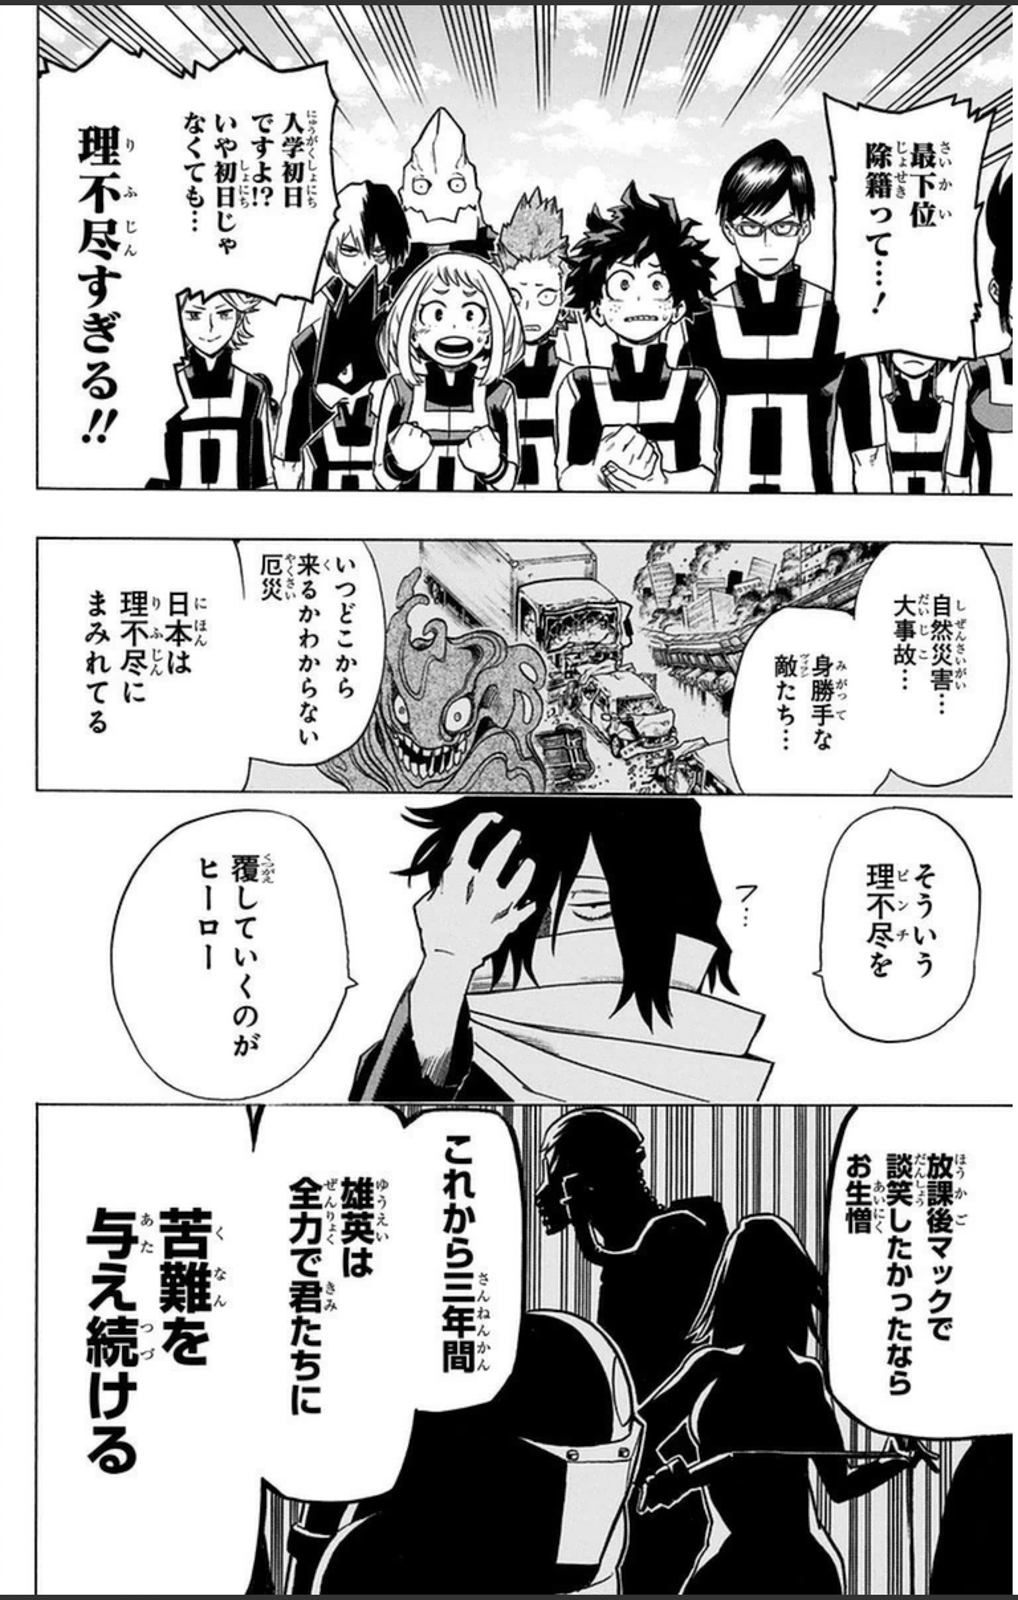 最下位
除籍って…!
入学初日
ですよ!?
いや初日じゃ
なくても…
理不尽すぎる!!
自然災害…
大事故…
身勝手な
敵たち…
いつどこから
来るかわからない
厄災
日本は
理不尽に
まみれてる
そういう
理不尽を
フ…
覆していくのが
ヒーロー
放課後マックで
談笑したかったなら
お生憎
これから三年間
雄英は
全力で君たちに
苦難を
与え続ける